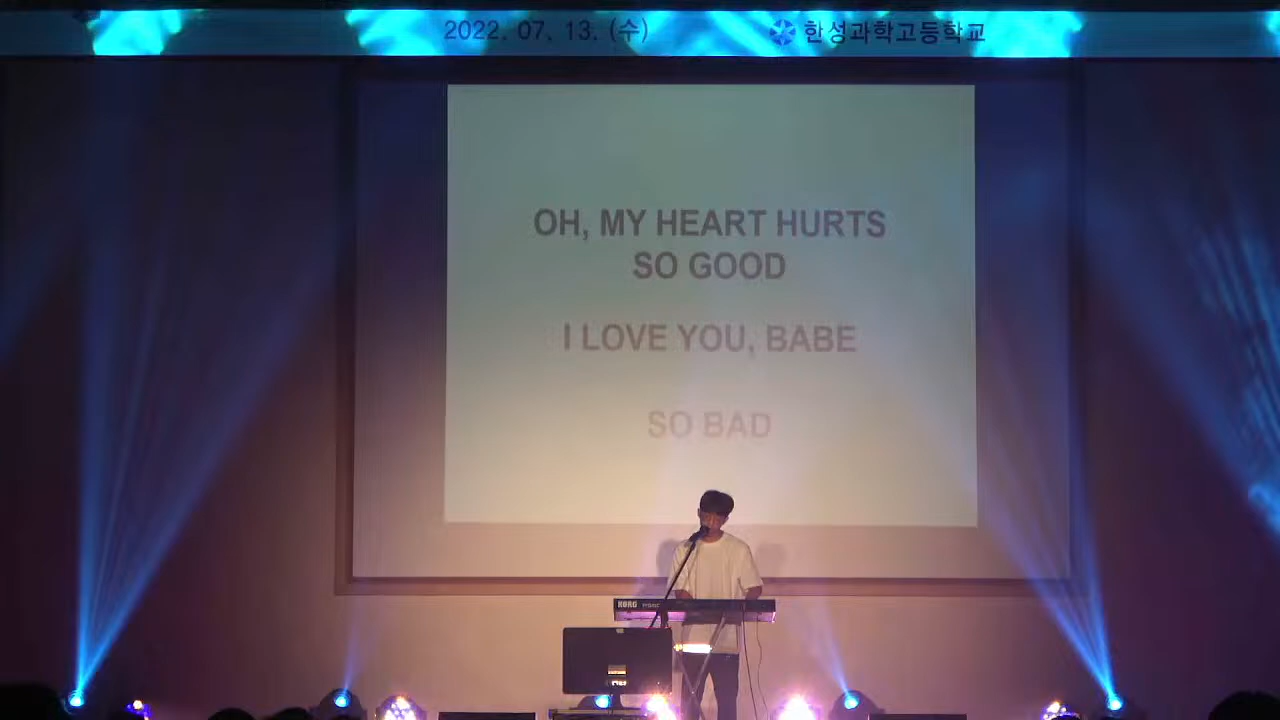 2022. 07. 13. (수) 한성과학고등학교
OH, MY HEART HURTS
SO GOOD
I LOVE YOU, BABE
SO BAD
KORG